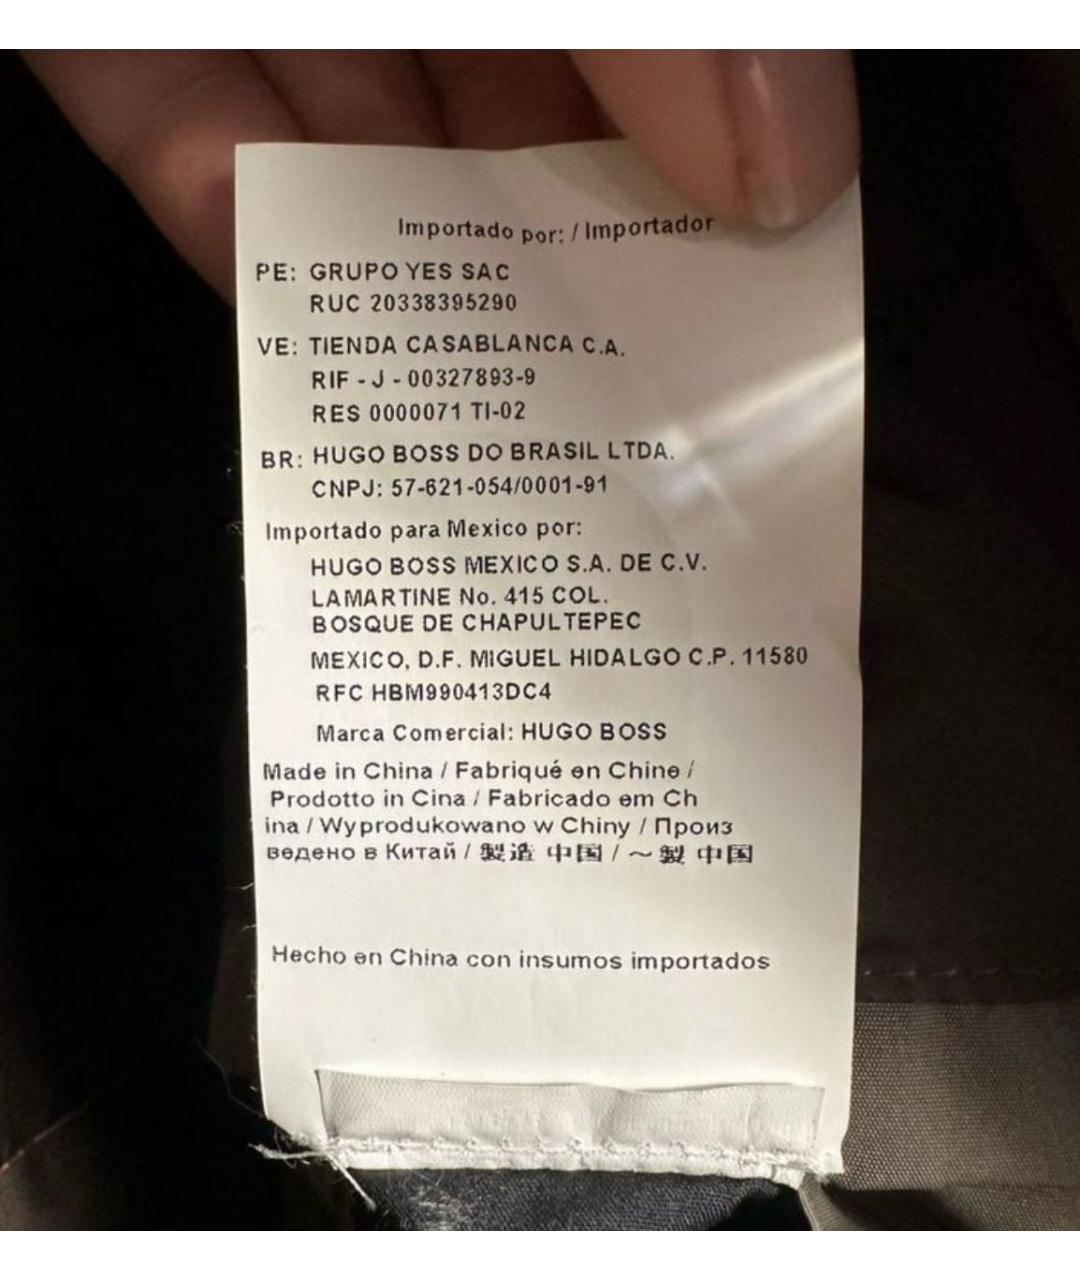 Importado por: / Importador
PE: GRUPO YES SAC
RUC 20338395290
VE: TIENDA CASABLANCA C.A.
RIF - J - 00327893-9
RES 0000071 TI-02
BR: HUGO BOSS DO BRASIL LTDA.
CNPJ: 57-621-054/0001-91
Importado para Mexico por:
HUGO BOSS MEXICO S.A. DE C.V.
LAMARTINE No. 415 COL.
BOSQUE DE CHAPULTEPEC
MEXICO, D.F. MIGUEL HIDALGO C.P. 11580
RFC HBM990413DC4
Marca Comercial: HUGO BOSS
Made in China / Fabriqué en Chine /
Prodotto in Cina / Fabricado em Ch
ina / Wyprodukowano w Chiny / Произ
ведено в Китай / 製造 中国 / ～製 中国
Hecho en China con insumos importados